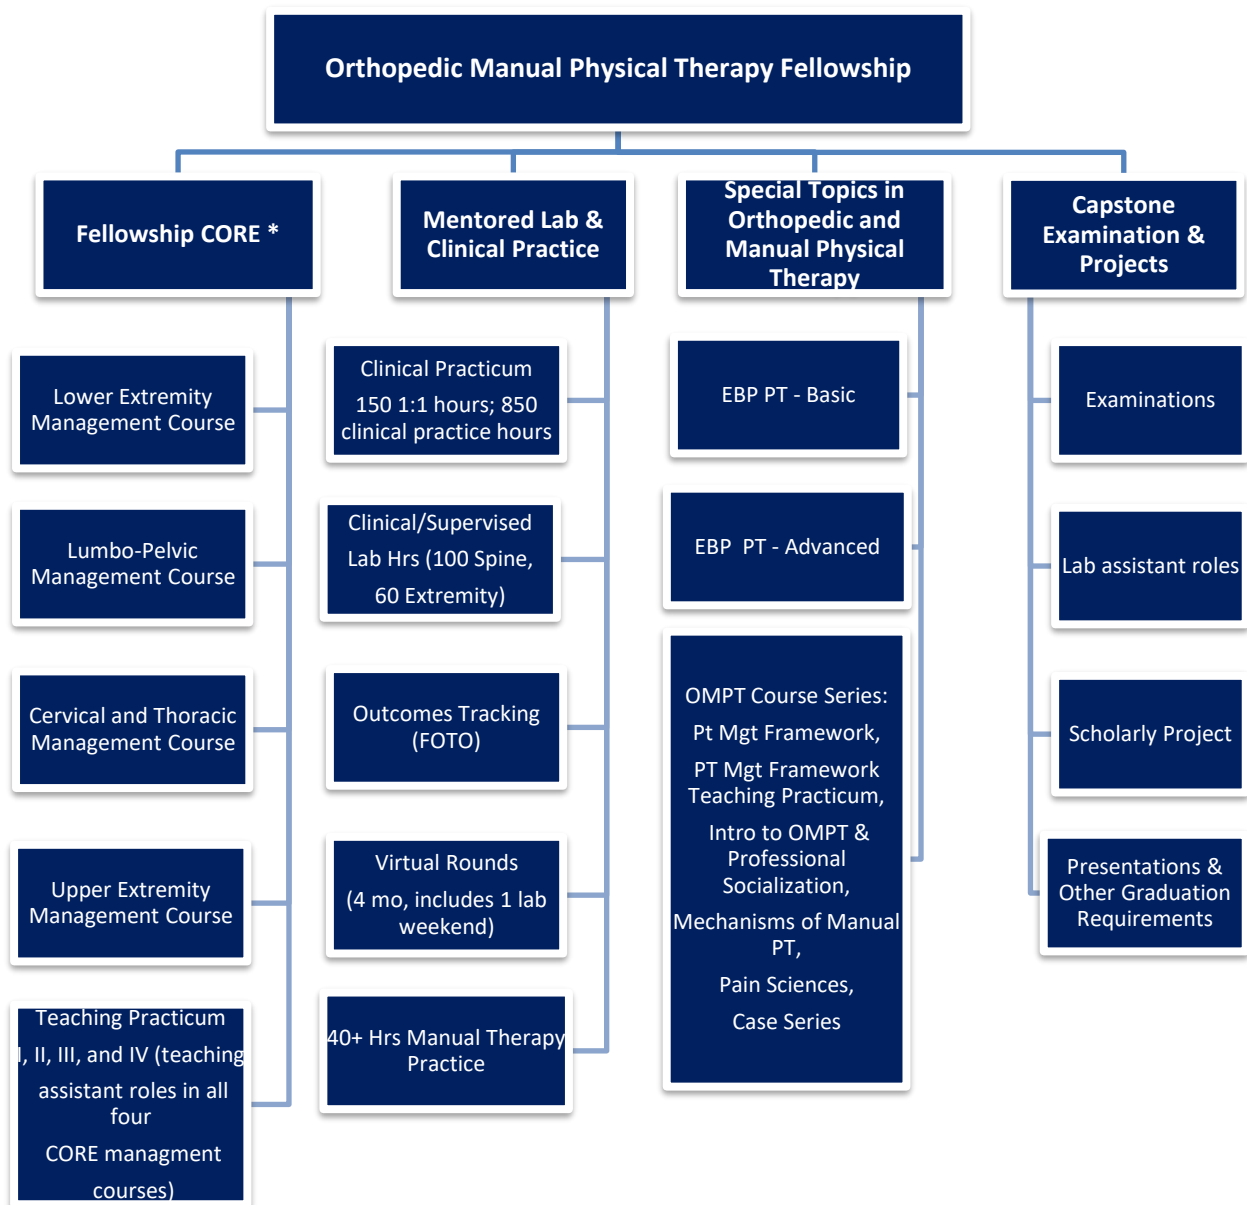 Orthopedic Manual Physical Therapy Fellowship
Fellowship CORE *
Lower Extremity
Management Course
Lumbo-Pelvic
Management Course
Cervical and Thoracic
Management Course
Upper Extremity
Management Course
Teaching Practicum
I, II, III, and IV (teaching
assistant roles in all
four
CORE managment
courses)
Mentored Lab &
Clinical Practice
Clinical Practicum
150 1:1 hours; 850
clinical practice hours
Clinical/Supervised
Lab Hrs (100 Spine,
60 Extremity)
Outcomes Tracking
(FOTO)
Virtual Rounds
(4 mo, includes 1 lab
weekend)
40+ Hrs Manual Therapy
Practice
Special Topics in
Orthopedic and
Manual Physical
Therapy
EBP PT - Basic
EBP PT - Advanced
OMPT Course Series:
Pt Mgt Framework,
PT Mgt Framework
Teaching Practicum,
Intro to OMPT &
Professional
Socialization,
Mechanisms of Manual
PT,
Pain Sciences,
Case Series
Capstone
Examination &
Projects
Examinations
Lab assistant roles
Scholarly Project
Presentations &
Other Graduation
Requirements